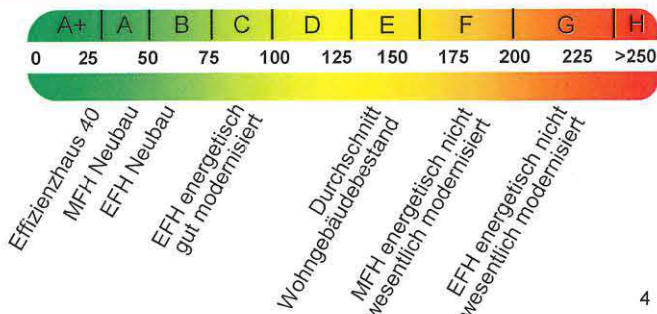 A+ A B C D E F G H
0 25 50 75 100 125 150 175 200 225 >250
Effizienzhaus 40
MFH Neubau
EFH Neubau
EFH energetisch
gut modernisiert
Durchschnitt
Wohngebäudebestand
MFH energetisch nicht
wesentlich modernisiert
EFH energetisch nicht
wesentlich modernisiert
4